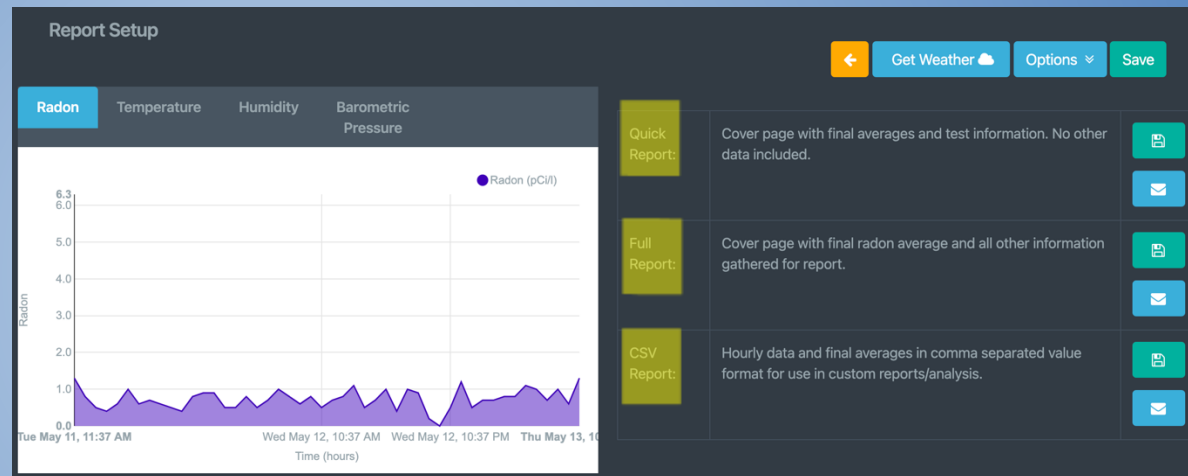 Report Setup
Get Weather
Options
Save
Radon
Temperature
Humidity
Barometric
Pressure
Radon (pCi/l)
6.3
6.0
5.0
4.0
3.0
2.0
1.0
0.0
Radon
Tue May 11, 11:37 AM
Wed May 12, 10:37 AM
Wed May 12, 10:37 PM
Thu May 13, 10
Time (hours)
Quick
Report:
Cover page with final averages and test information. No other
data included.
Full
Report:
Cover page with final radon average and all other information
gathered for report.
CSV
Report:
Hourly data and final averages in comma separated value
format for use in custom reports/analysis.